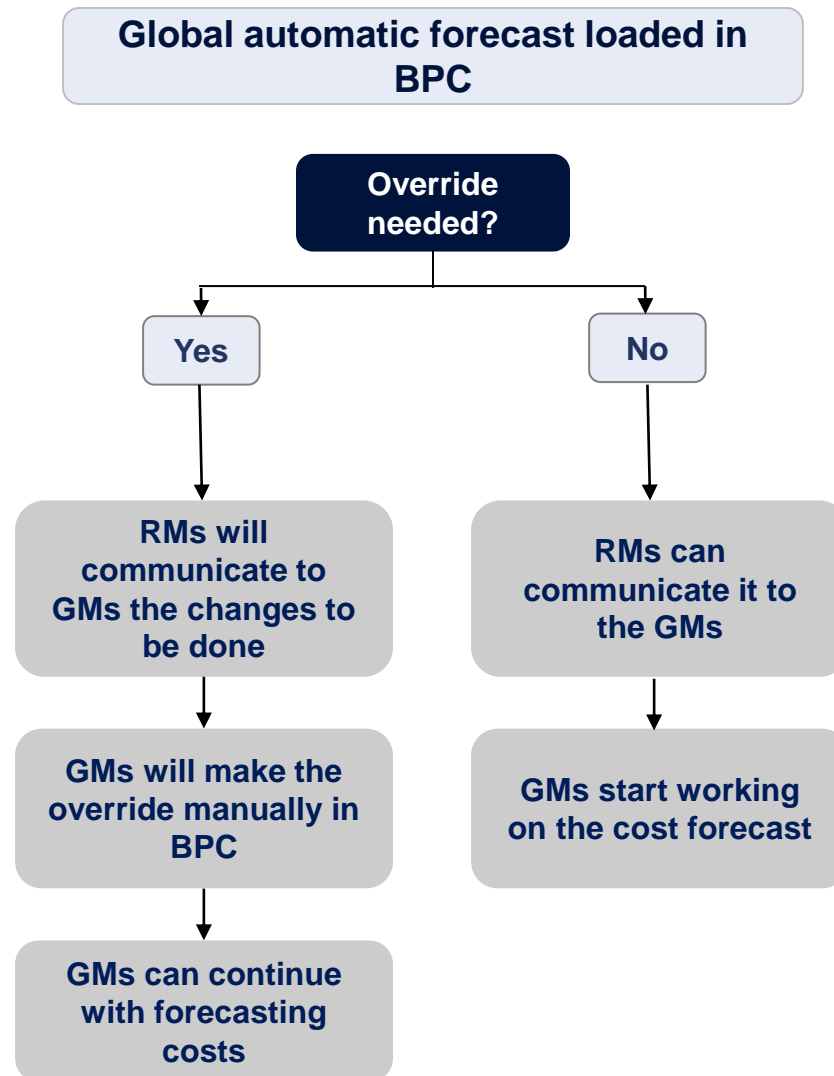 Global automatic forecast loaded in
BPC
Override
needed?
Yes
No
RMs will
communicate to
GMs the changes to
be done
RMs can
communicate it to
the GMs
GMs will make the
override manually in
BPC
GMs start working
on the cost forecast
GMs can continue
with forecasting
costs